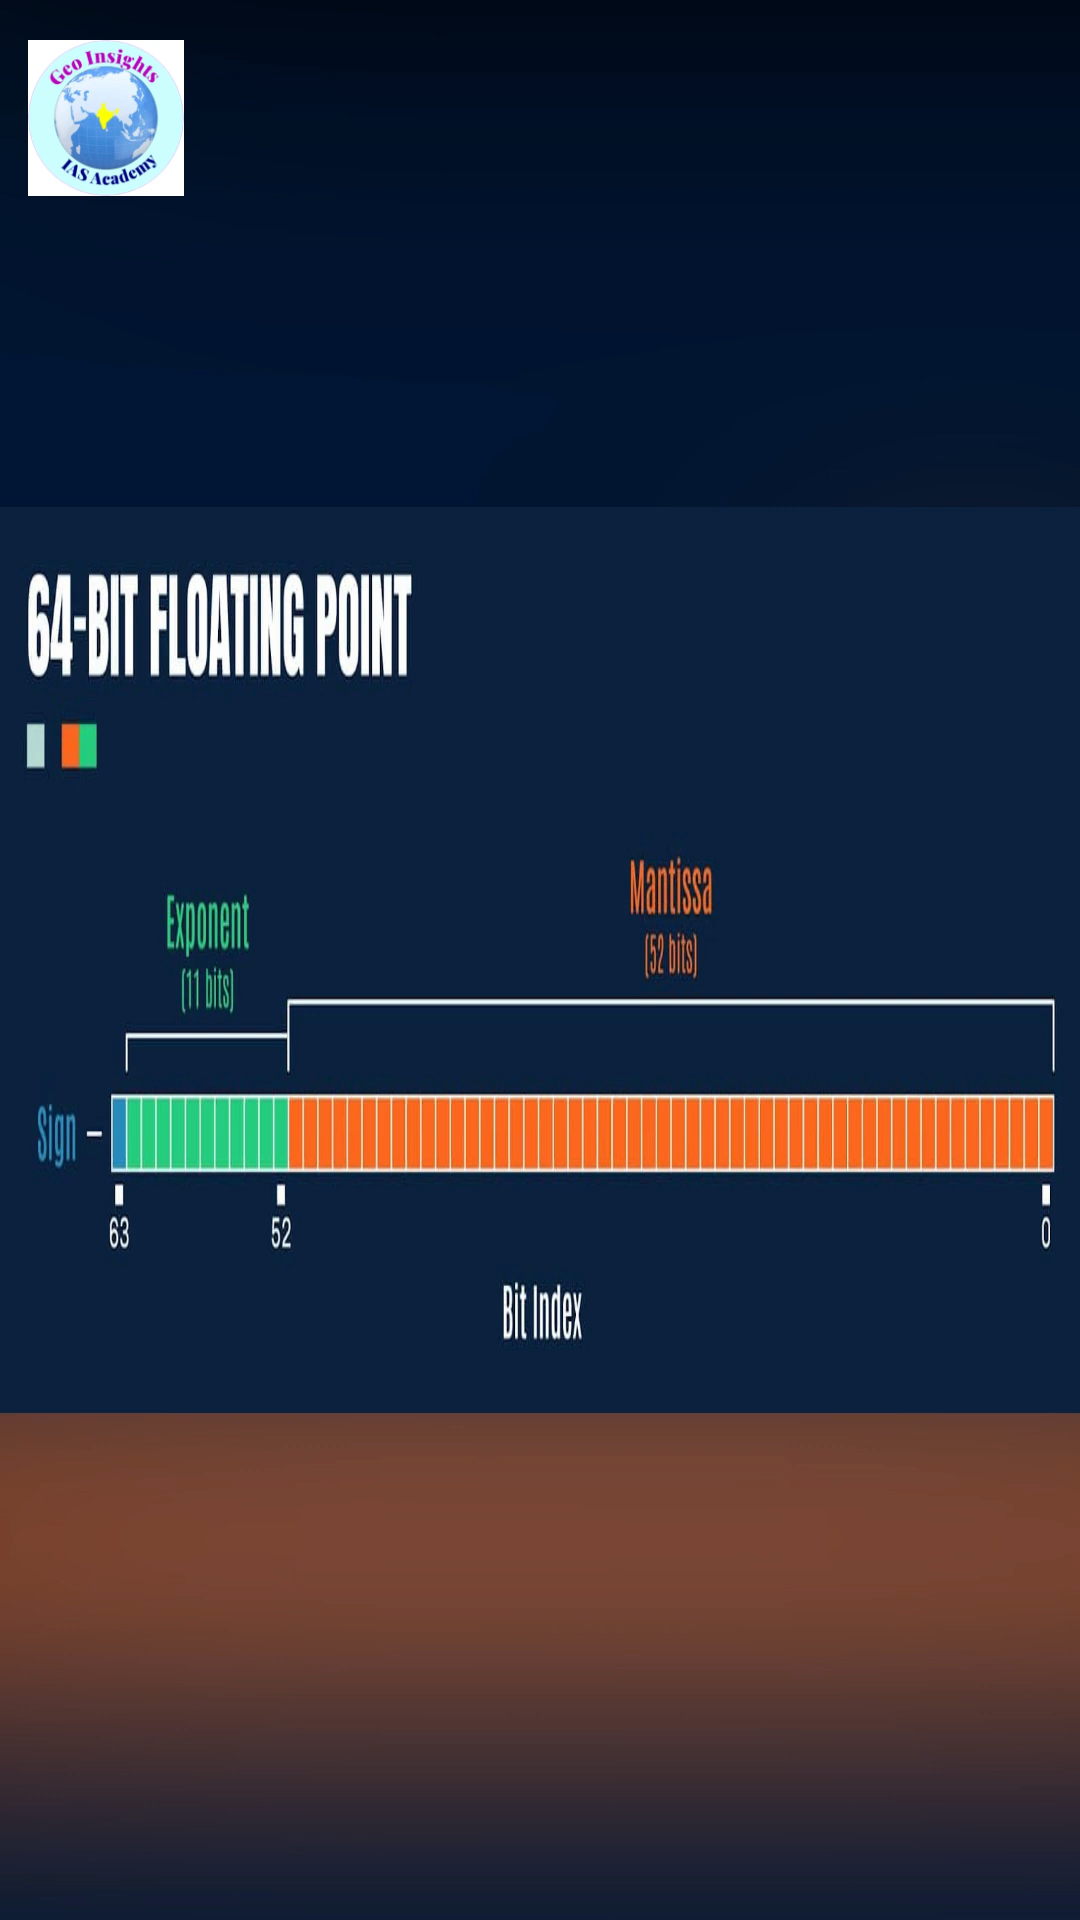 Geo Insights
IAS Academy
64-BIT FLOATING POINT
Mantissa
(52 bits)
Exponent
(11 bits)
Sign
63
52
0
Bit Index